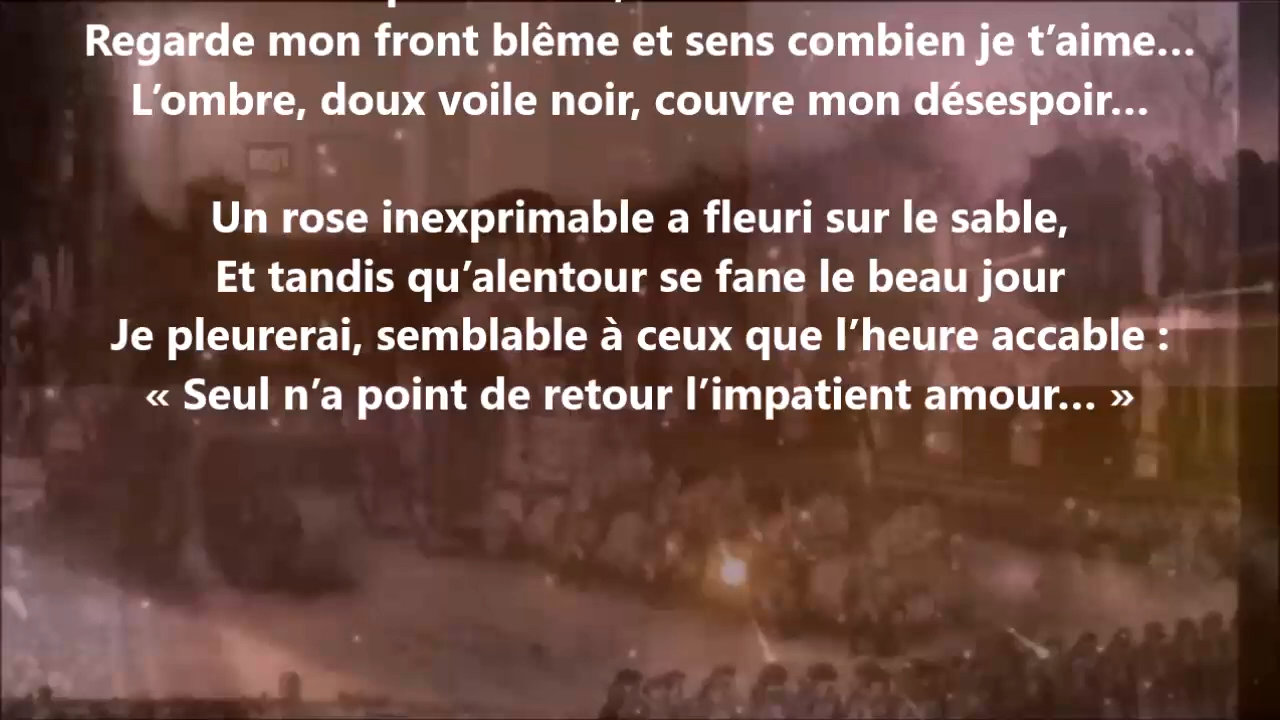 Regarde mon front blême et sens combien je t’aime…
L’ombre, doux voile noir, couvre mon désespoir…
Un rose inexprimable a fleuri sur le sable,
Et tandis qu’alentour se fane le beau jour
Je pleurerai, semblable à ceux que l’heure accable :
« Seul n’a point de retour l’impatient amour… »